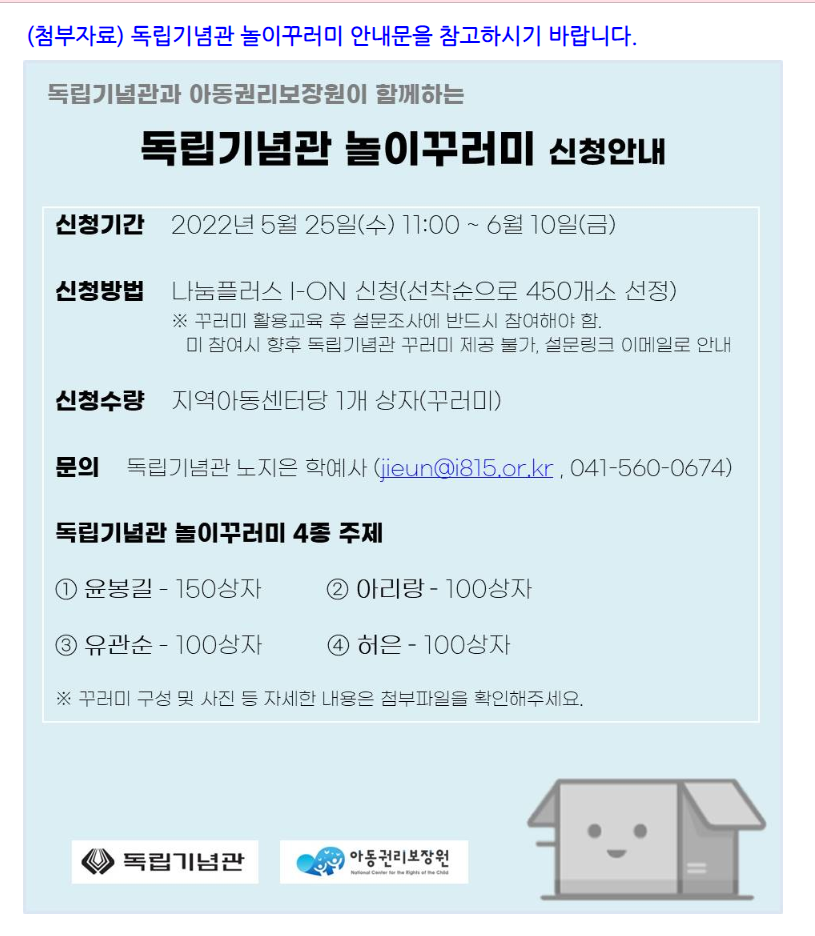 (첨부자료) 독립기념관 놀이꾸러미 안내문을 참고하시기 바랍니다.
독립기념관과 아동권리보장원이 함께하는
독립기념관 놀이꾸러미 신청안내
신청기간 2022년 5월 25일(수) 11:00 ~ 6월 10일(금)
신청방법 나눔플러스 I-ON 신청(선착순으로 450개소 선정)
※ 꾸러미 활용교육 후 설문조사에 반드시 참여해야 함.
미 참여시 향후 독립기념관 꾸러미 제공 불가, 설문링크 이메일로 안내
신청수량 지역아동센터당 1개 상자(꾸러미)
문의 독립기념관 노지은 학예사 (jieun@i815.or.kr , 041-560-0674)
독립기념관 놀이꾸러미 4종 주제
① 윤봉길 - 150상자 ② 아리랑 - 100상자
③ 유관순 - 100상자 ④ 허은 - 100상자
※ 꾸러미 구성 및 사진 등 자세한 내용은 첨부파일을 확인해주세요.
독립기념관 아동권리보장원
National Center for the Rights of the Child